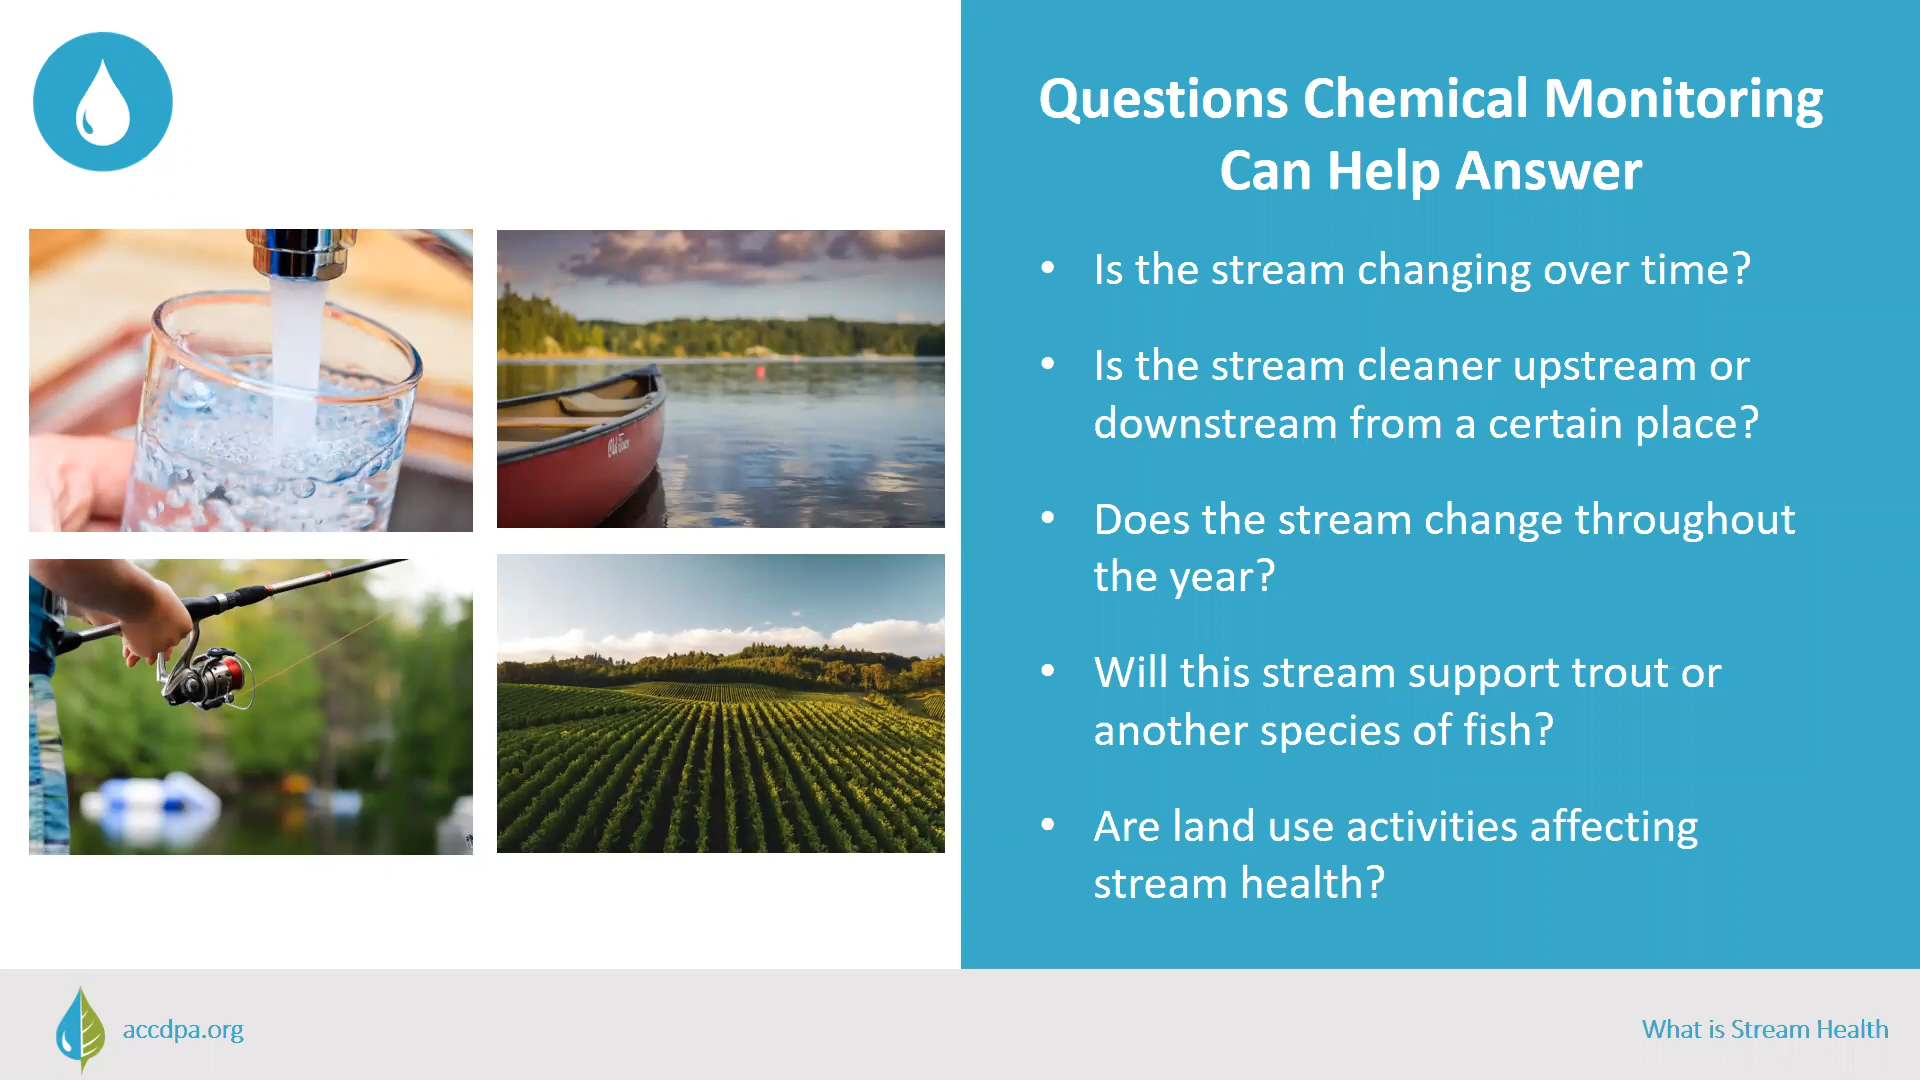 Questions Chemical Monitoring
Can Help Answer
• Is the stream changing over time?
• Is the stream cleaner upstream or
downstream from a certain place?
• Does the stream change throughout
the year?
• Will this stream support trout or
another species of fish?
• Are land use activities affecting
stream health?
accdpa.org
What is Stream Health